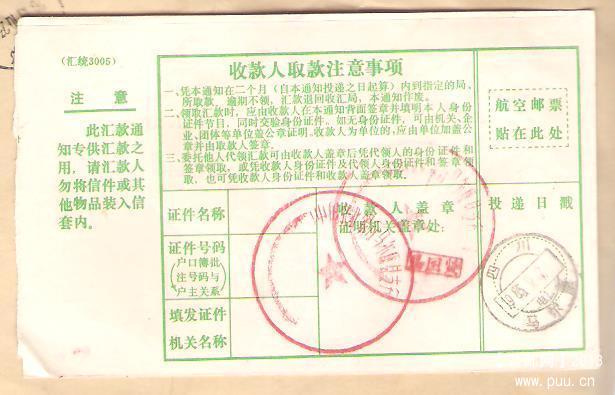 (汇统3005)
收款人取款注意事项
注 意
此汇款通
知专供汇款之
用,请汇款人
勿将信件或其
他物品装入信
套内。
一、凭本通知在二个月(自本通知投递之日起算)内到指定的局、
所取款,逾期不领,汇款退回收汇局,本通知作废。
二、领取汇款时,应由收款人在本通知背面签章并填明本人身份
证件节目,同时交验身份证件。如无身份证件,可由机关、企
业、团体等单位盖公章证明。收款人为单位的,应由单位加盖公
章并由取款人签章。
三、委托他人代领汇款可由收款人盖章后凭代领人的身份证件和
签章领取,或凭收款人身份证件及代领人身份证件和签章领
取,也可凭收款人身份证件和收款人盖章领取。
航空邮票
贴在此处
证件名称
收款人盖章
证明机关盖章处:
投递日戳
证件号码
(户口簿批
注号码与
户主关系)
填发证件
机关名称
四川
www.puu.cn